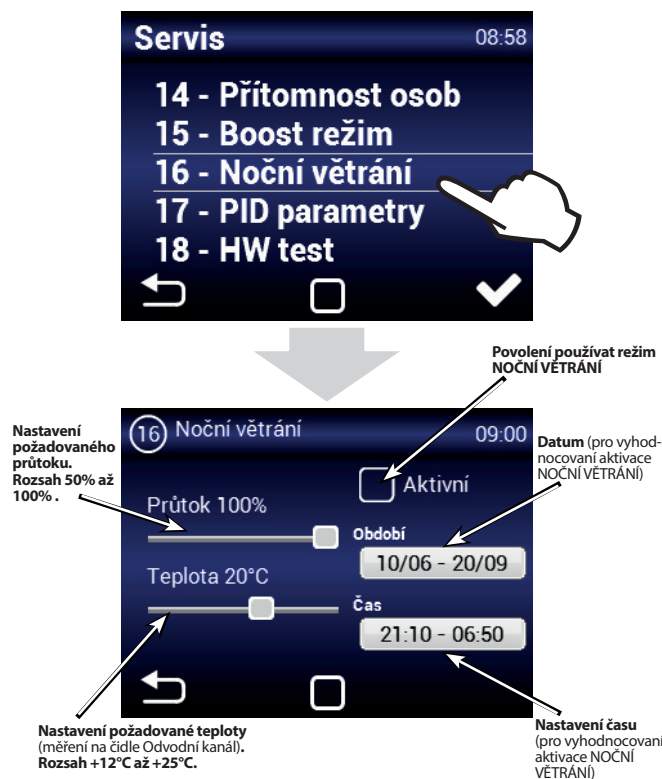 Servis 08:58
14 - Přítomnost osob
15 - Boost režim
16 - Noční větrání
17 - PID parametry
18 - HW test
Povolení používat režim
NOČNÍ VĚTRÁNÍ
Nastavení
požadovaného
průtoku.
Rozsah 50% až
100% .
16 Noční větrání 09:00
Datum (pro vyhod-
nocovaní aktivace
NOČNÍ VĚTRÁNÍ)
Aktivní
Průtok 100%
Období
10/06 - 20/09
Teplota 20°C
Čas
21:10 - 06:50
Nastavení požadované teploty
(měření na čidle Odvodní kanál).
Rozsah +12°C až +25°C.
Nastavení času
(pro vyhodnocovaní
aktivace NOČNÍ
VĚTRÁNÍ)